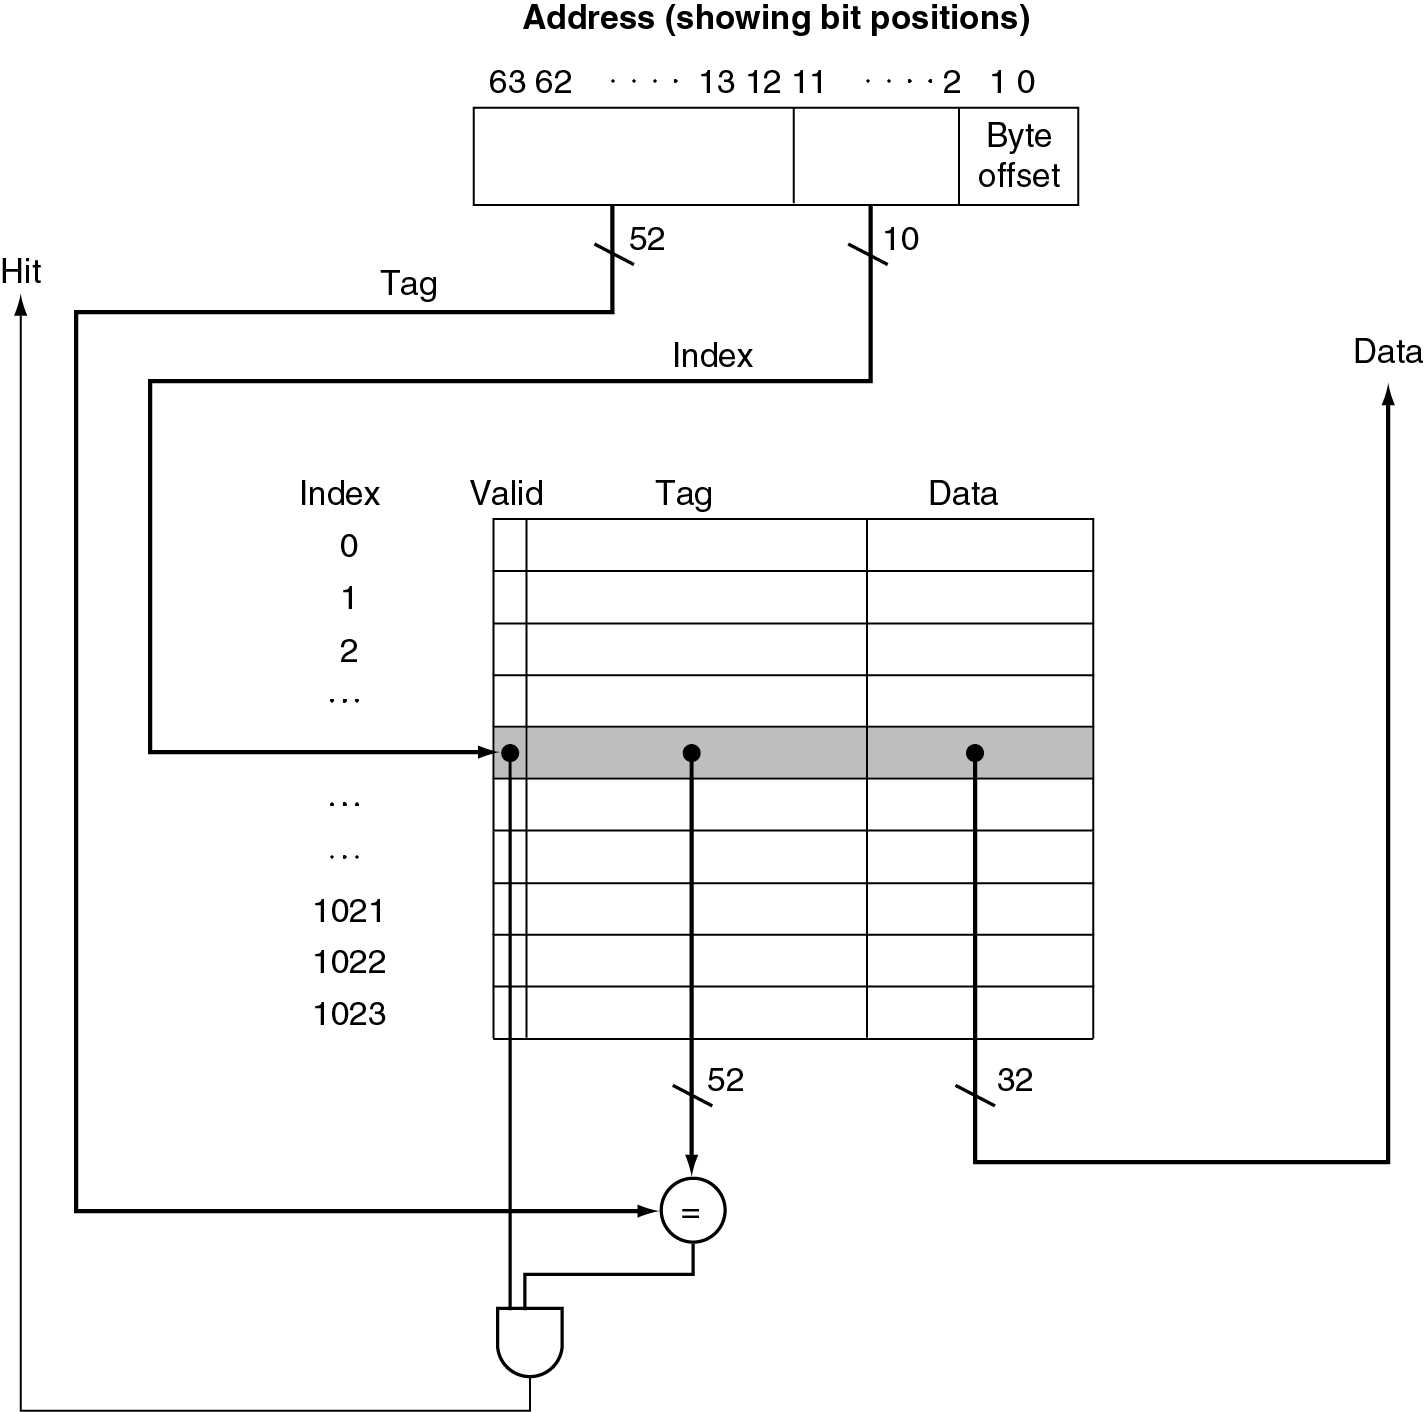 Address (showing bit positions)
63 62 · · · · 13 12 11 · · · · 2 1 0
Byte
offset
52 10
Hit
Tag
Index
Data
Index Valid Tag Data
0
1
2
...
...
...
1021
1022
1023
52 32
=